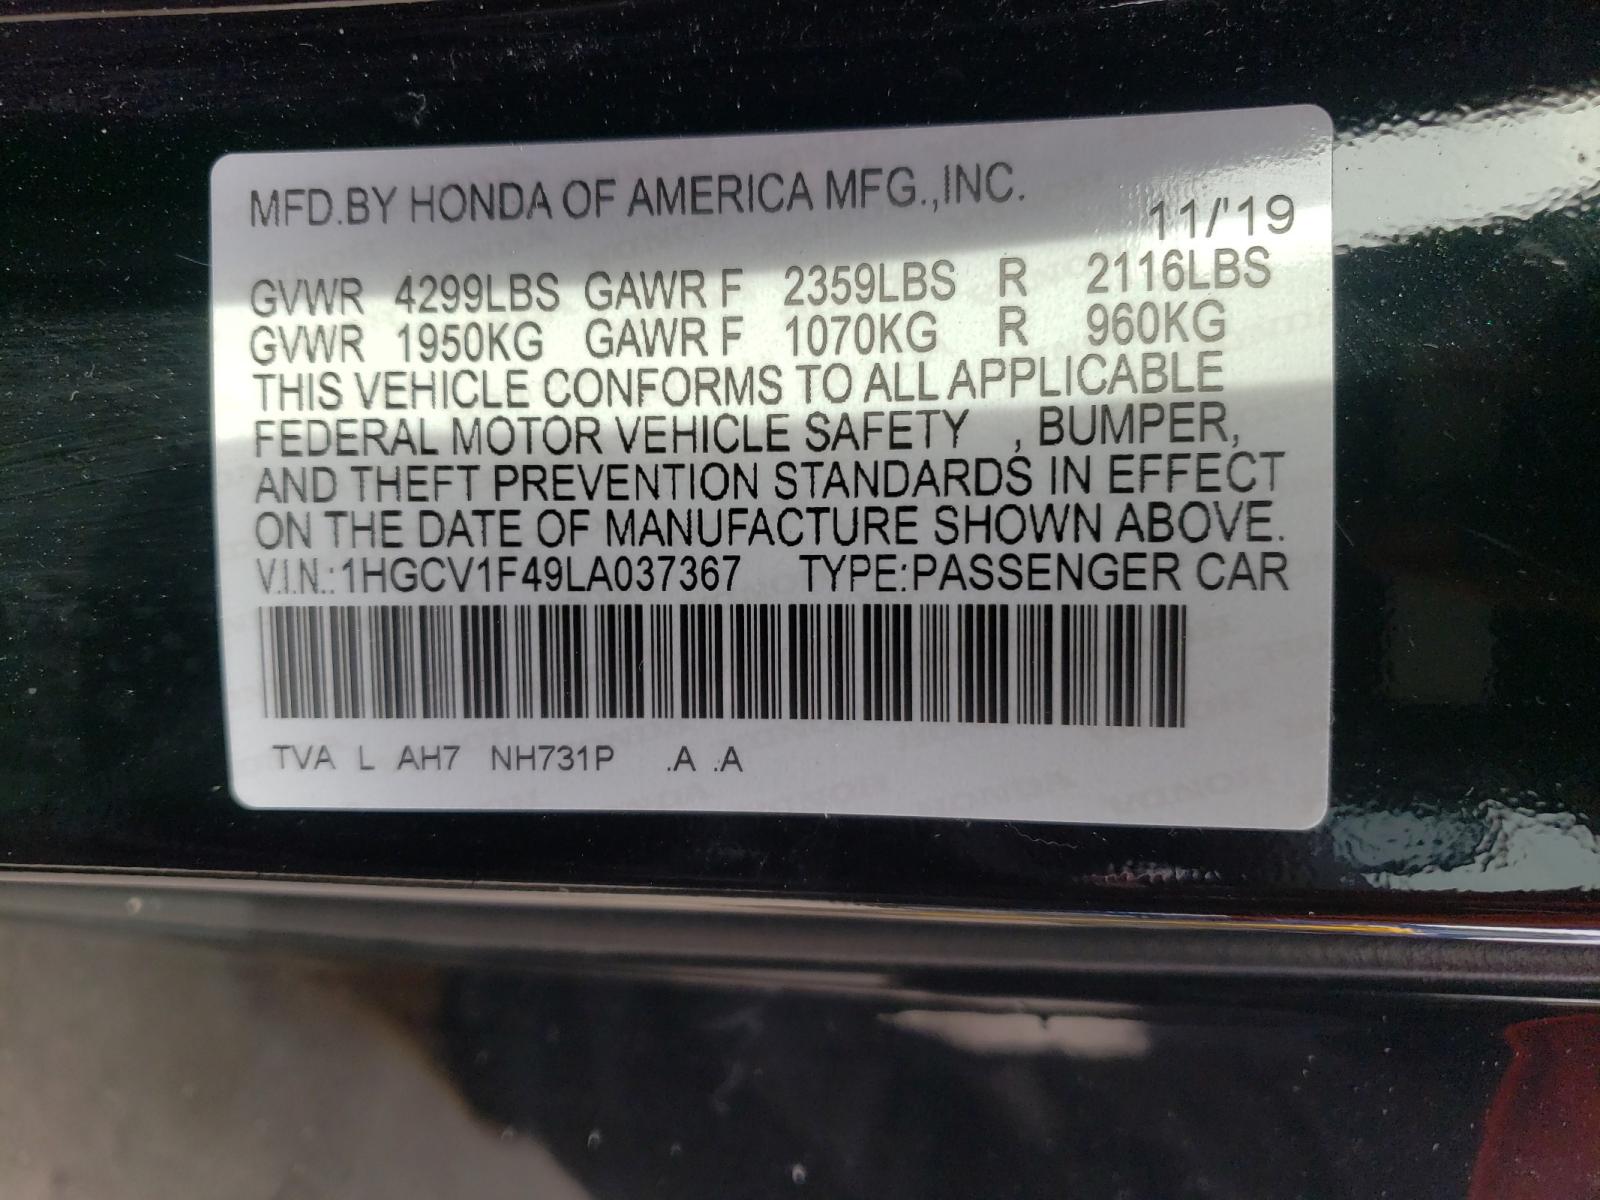 MFD.BY HONDA OF AMERICA MFG.,INC.
11/'19
GVWR 4299LBS GAWR F 2359LBS R 2116LBS
GVWR 1950KG GAWR F 1070KG R 960KG
THIS VEHICLE CONFORMS TO ALL APPLICABLE
FEDERAL MOTOR VEHICLE SAFETY , BUMPER,
AND THEFT PREVENTION STANDARDS IN EFFECT
ON THE DATE OF MANUFACTURE SHOWN ABOVE.
V.I.N.: 1HGCV1F49LA037367 TYPE:PASSENGER CAR
TVA L AH7 NH731P .A .A